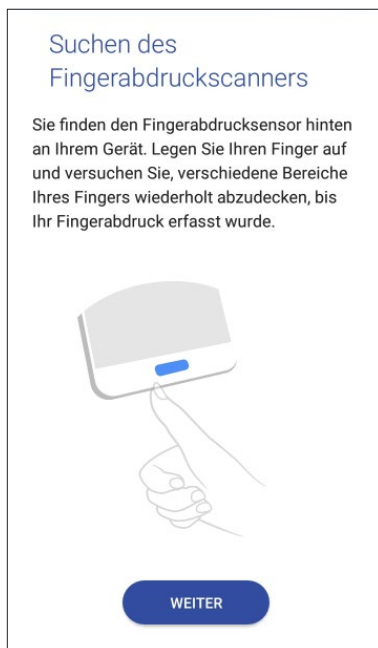 Suchen des
Fingerabdruckscanners
Sie finden den Fingerabdrucksensor hinten
an Ihrem Gerät. Legen Sie Ihren Finger auf
und versuchen Sie, verschiedene Bereiche
Ihres Fingers wiederholt abzudecken, bis
Ihr Fingerabdruck erfasst wurde.
WEITER